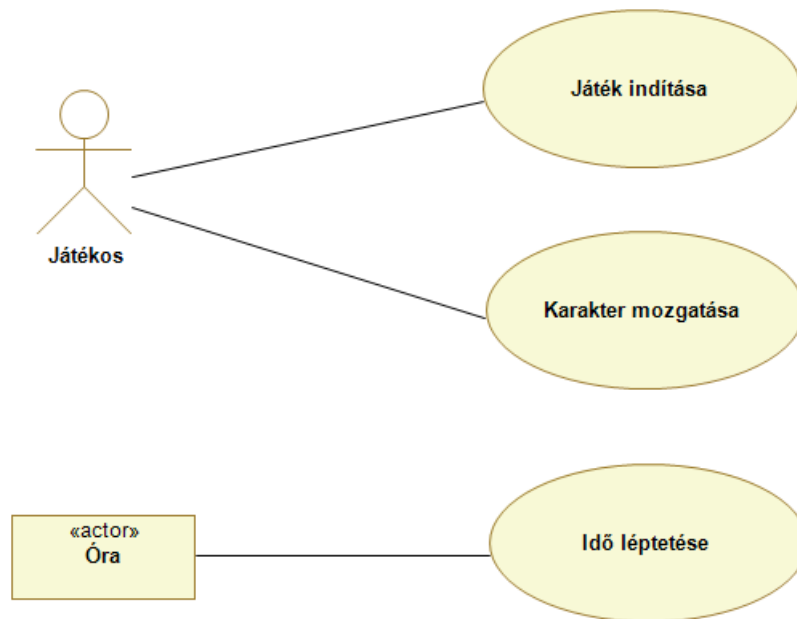 Játék indítása
Játékos
Karakter mozgatása
«actor»
Óra
Idő léptetése